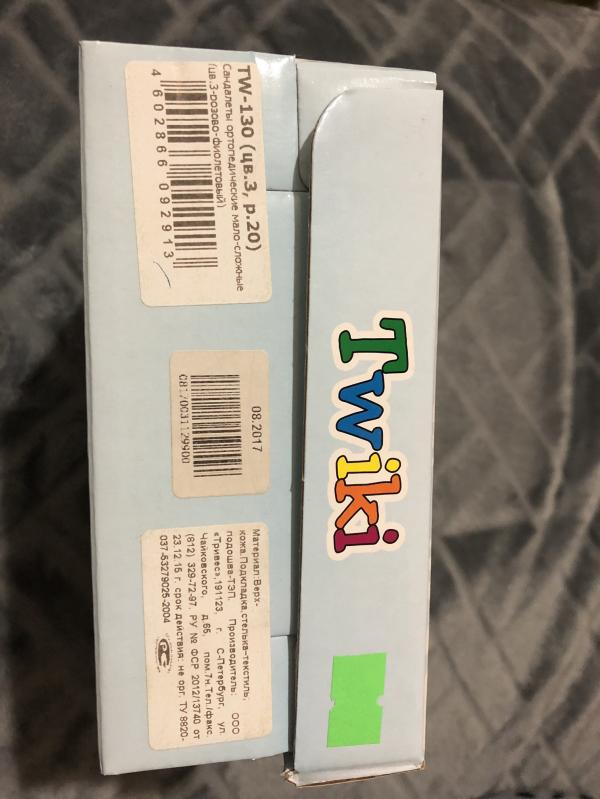 TW-130 (цв.3, р.20)
Сандалеты ортопедические мало-сложные
(цв.3-розово-фиолетовый)
4 602866 092913
08.2017
08170031129900
Материал:Верх-
кожа.Подкладка,стелька-текстиль,
подошва-ТЭП. Производитель: ООО
«Тривес»,191123, г. С-Петербург, ул.
Чайковского, д.65, пом.7н.Тел./факс.
(812) 329-72-97. РУ № ФСР 2012/13740 от
23.12.15 г. срок действия: не огр. ТУ 9820-
037-53279025-2004
Twiki